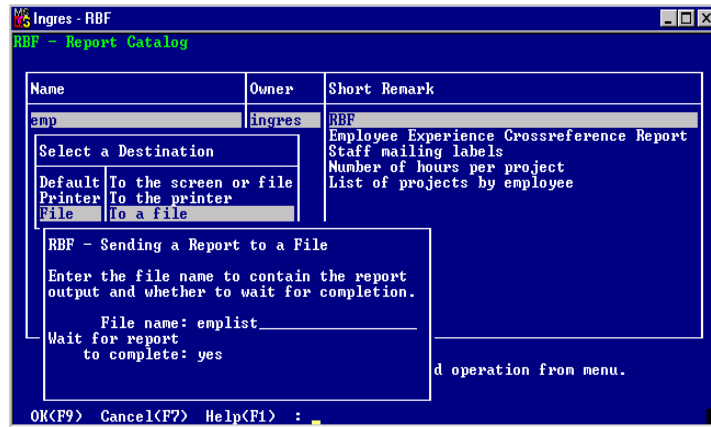 Ingres - RBF
RBF - Report Catalog
Name Owner Short Remark
emp ingres RBF
Employee Experience Crossreference Report
Select a Destination Staff mailing labels
Number of hours per project
Default To the screen or file List of projects by employee
Printer To the printer
File To a file
RBF - Sending a Report to a File
Enter the file name to contain the report
output and whether to wait for completion.
File name: emplist
Wait for report
to complete: yes
d operation from menu.
OK(F9) Cancel(F7) Help(F1) : _